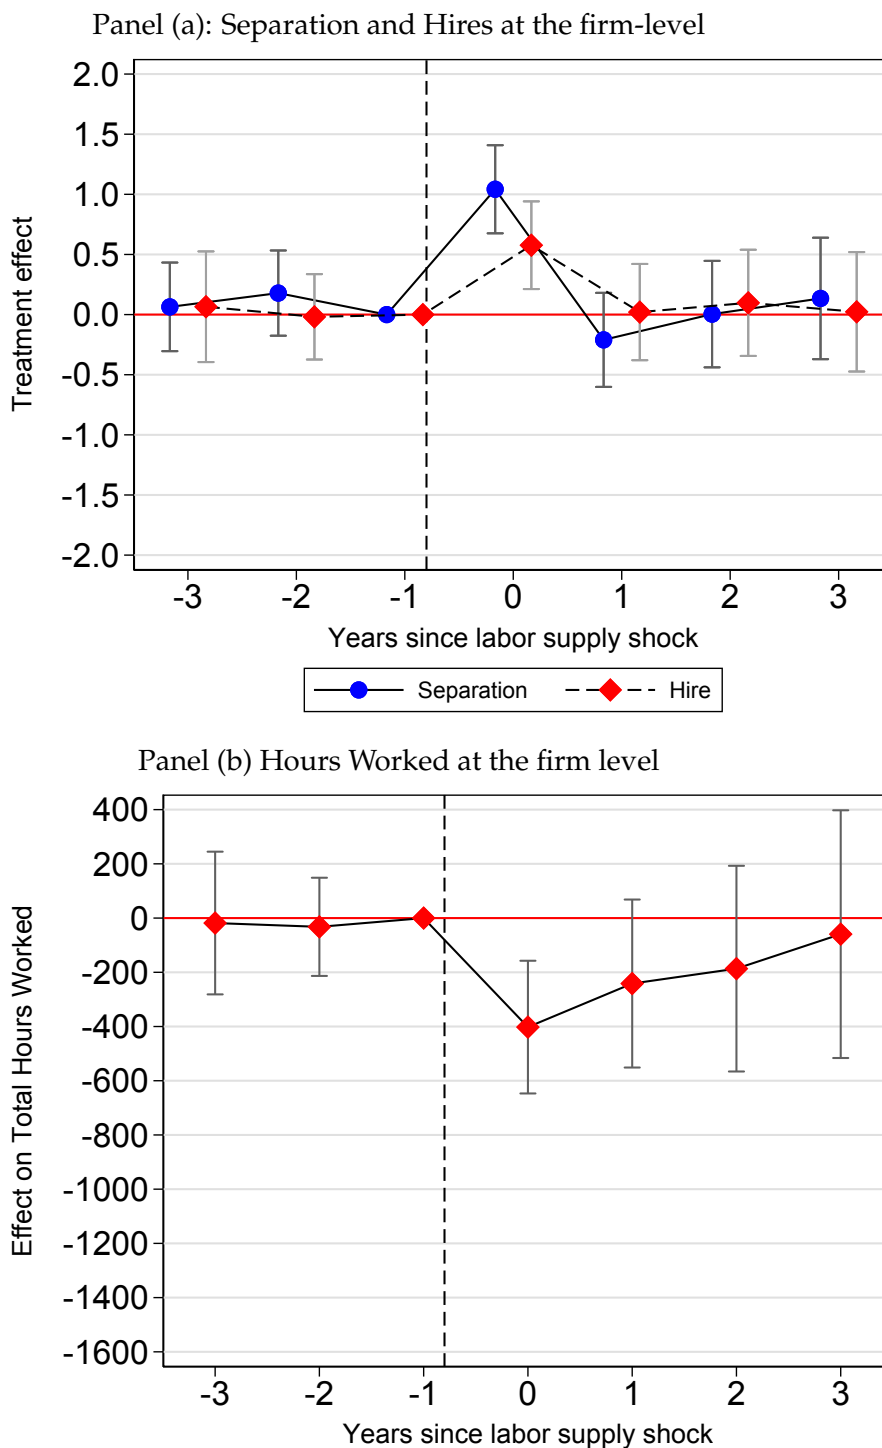 Panel (a): Separation and Hires at the firm-level
2.0
1.5
1.0
0.5
0.0
-0.5
-1.0
-1.5
-2.0
Treatment effect
-3 -2 -1 0 1 2 3
Years since labor supply shock
Separation Hire
Panel (b) Hours Worked at the firm level
400
200
0
-200
-400
-600
-800
-1000
-1200
-1400
-1600
Effect on Total Hours Worked
-3 -2 -1 0 1 2 3
Years since labor supply shock